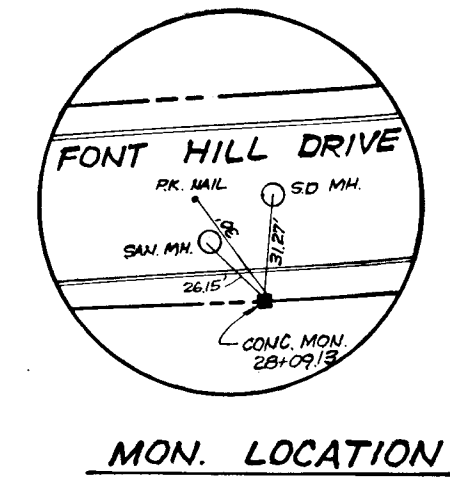 FONT HILL DRIVE
P.K. NAIL
S.D MH.
SAN. MH.
31.27'
26.15'
CONC. MON.
28+09.13
MON. LOCATION